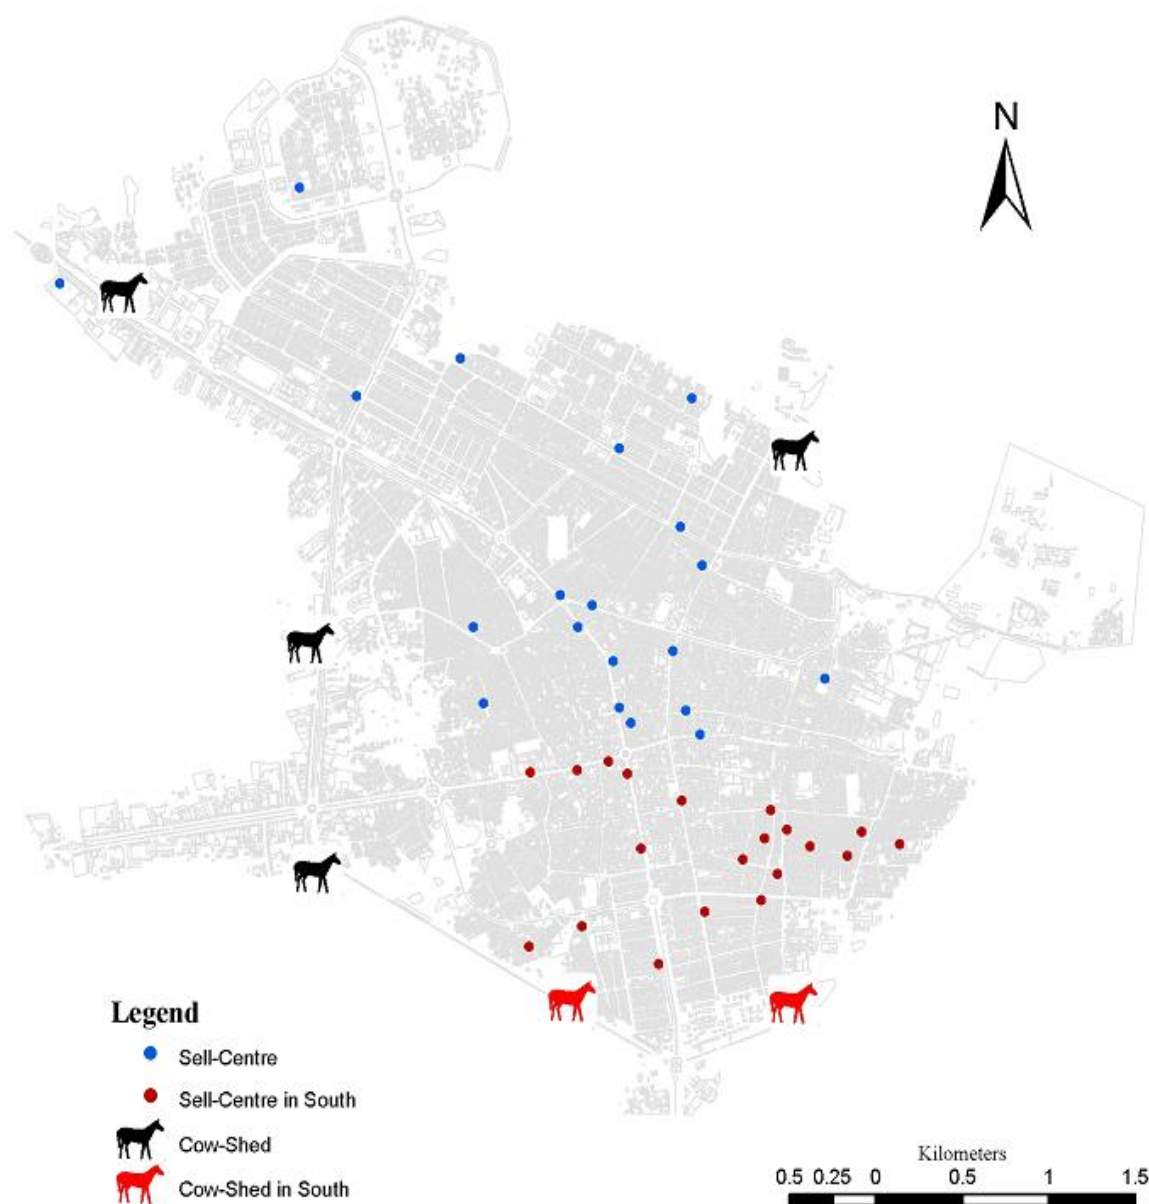 N
Legend
Sell-Centre
Sell-Centre in South
Cow-Shed
Cow-Shed in South
Kilometers
0.5 0.25 0 0.5 1 1.5